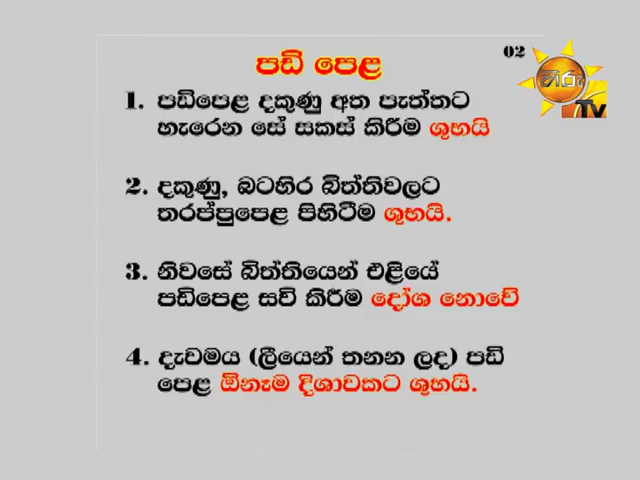 02
පඩි පෙළ
හිරු
TV
1. පඩිපෙළ දකුණු අත පැත්තට
හැරෙන සේ සකස් කිරීම ශුභයි
2. දකුණු, බටහිර බිත්තිවලට
තරප්පුපෙළ පිහිටීම ශුභයි.
3. නිවසේ බිත්තියෙන් එළියේ
පඩිපෙළ සවි කිරීම දෝශ නොවේ
4. දැවමය (ලීයෙන් තනන ලද) පඩි
පෙළ ඕනෑම දිශාවකට ශුභයි.